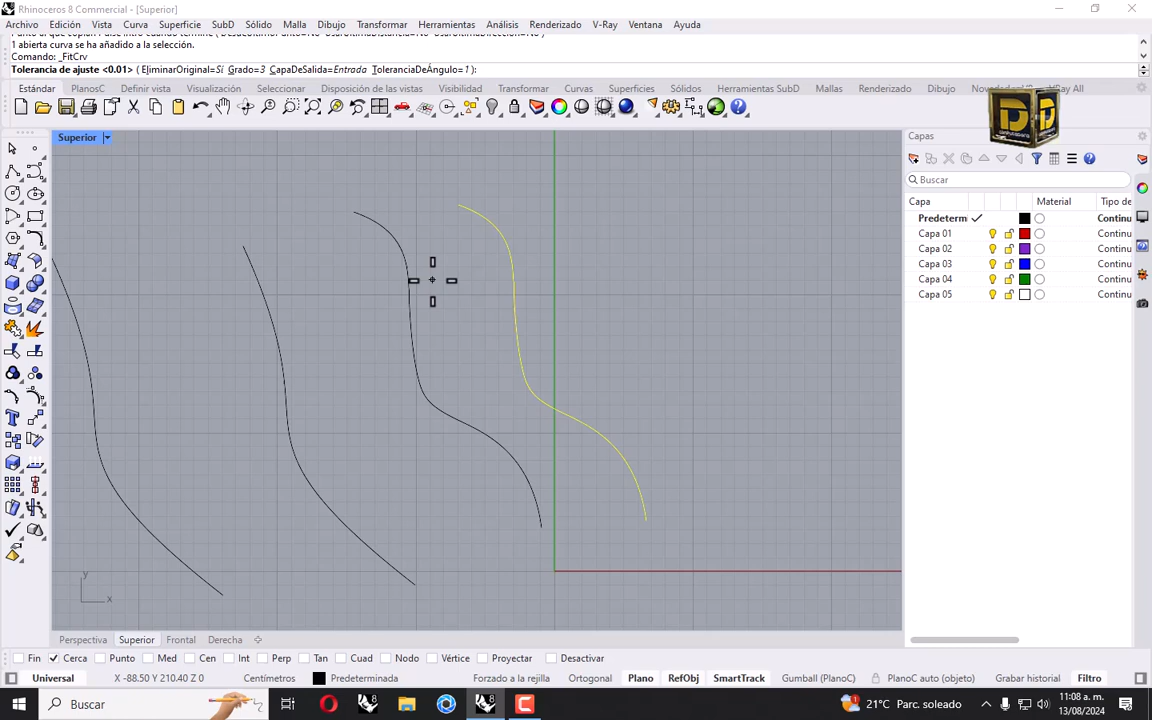 Rhinoceros 8 Commercial - [Superior]
Archivo Edición Vista Curva Superficie SubD Sólido Malla Dibujo Transformar Herramientas Análisis Renderizado V-Ray Ventana Ayuda
1 abierta curva se ha añadido a la selección.
Comando: _FitCrv
Tolerancia de ajuste <0.01> ( EliminarOriginal=Sí Grado=3 CapaDeSalida=Entrada ToleranciaDeÁngulo=1 ):
Estándar PlanosC Definir vista Visualización Seleccionar Disposición de las vistas Visibilidad Transformar Curvas Superficies Sólidos Herramientas SubD Mallas Renderizado Dibujo
Superior
Capas
Buscar
Capa Material Tipo de
Predeterm Continu
Capa 01 Continu
Capa 02 Continu
Capa 03 Continu
Capa 04 Continu
Capa 05 Continu
y
x
Perspectiva Superior Frontal Derecha
Fin Cerca Punto Med Cen Int Perp Tan Cuad Nodo Vértice Proyectar Desactivar
Universal X -88.50 Y 210.40 Z 0 Centímetros Predeterminada Forzado a la rejilla Ortogonal Plano RefObj SmartTrack Gumball (PlanoC) PlanoC auto (objeto) Grabar historial Filtro
Buscar 21°C Parc. soleado 11:08 a. m.
13/08/2024